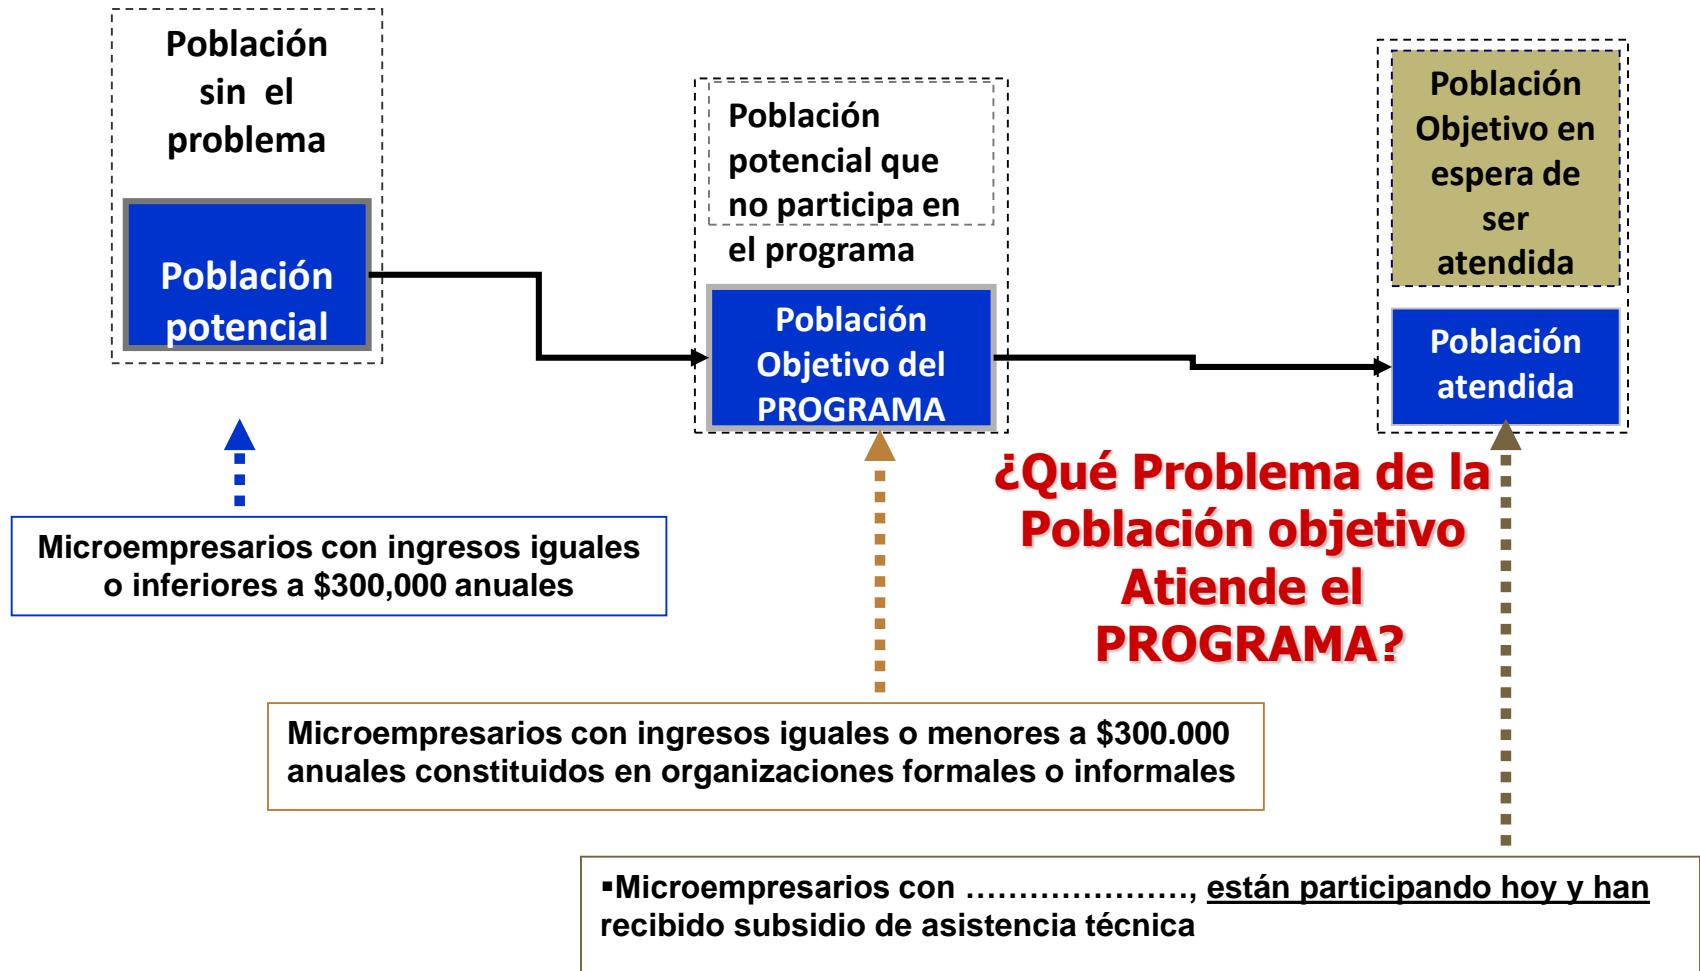 Población
sin el
problema
Población
potencial
Población
potencial que
no participa en
el programa
Población
Objetivo del
PROGRAMA
Población
Objetivo en
espera de
ser
atendida
Población
atendida
¿Qué Problema de la
Población objetivo
Atiende el
PROGRAMA?
Microempresarios con ingresos iguales
o inferiores a $300,000 anuales
Microempresarios con ingresos iguales o menores a $300.000
anuales constituidos en organizaciones formales o informales
▪Microempresarios con …………………, están participando hoy y han
recibido subsidio de asistencia técnica